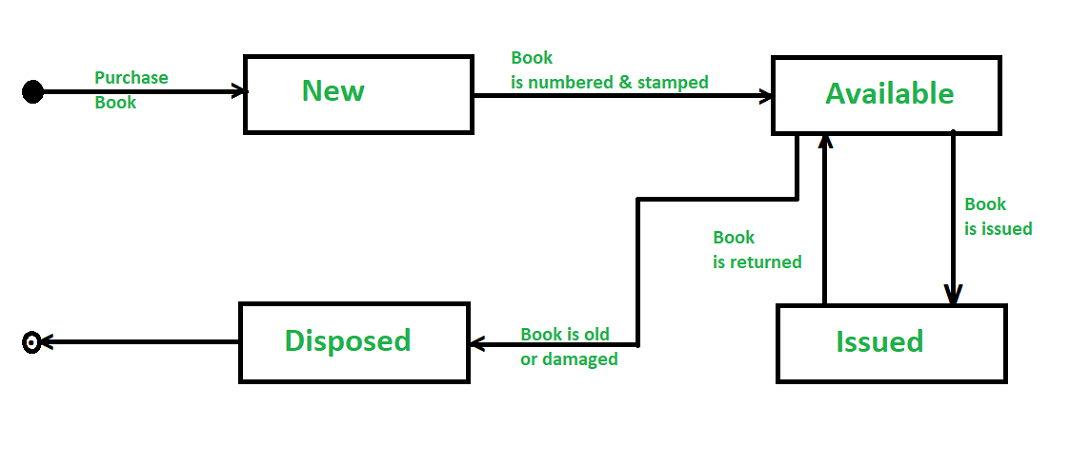 Purchase
Book
New
Book
is numbered & stamped
Available
Book
is issued
Book
is returned
Issued
Book is old
or damaged
Disposed